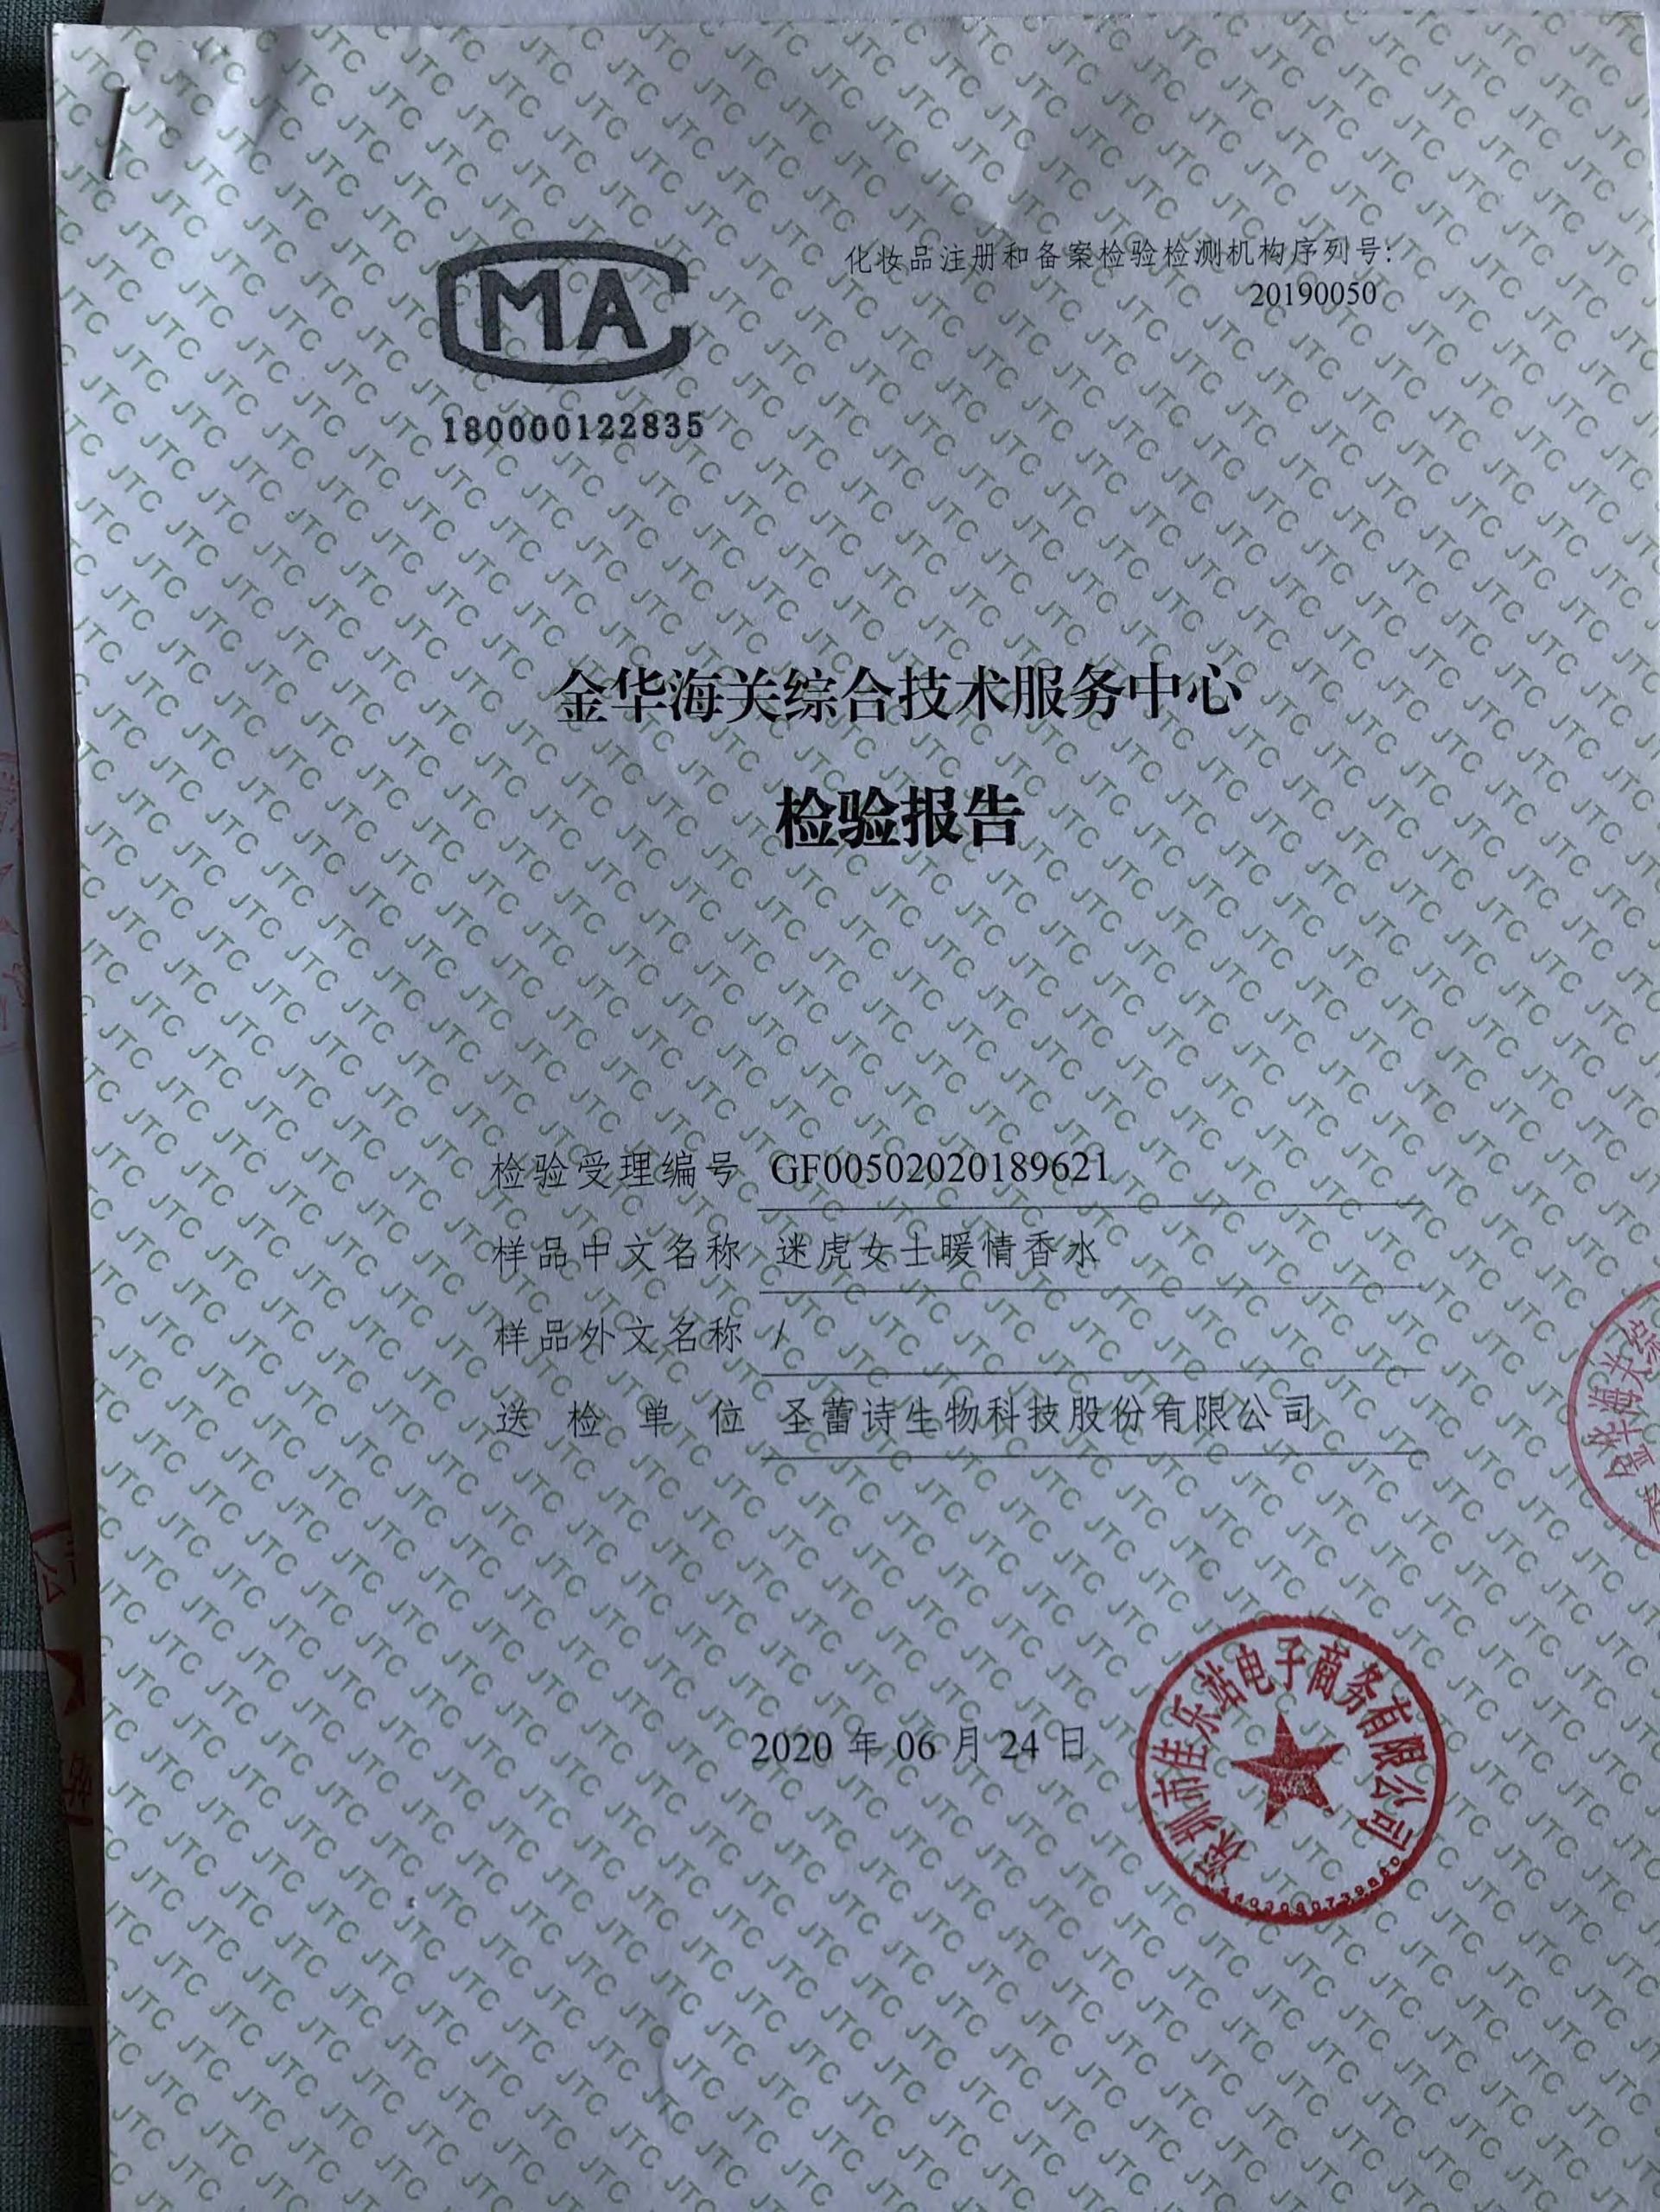 化妆品注册和备案检验检测机构序列号:
20190050
MA
180000122835
金华海关综合技术服务中心
检验报告
检验受理编号 GF00502020189621
样品中文名称 迷虎女士暖情香水
样品外文名称 /
送检单位 圣蕾诗生物科技股份有限公司
2020 年 06 月 24 日
深圳市佳乐站电子商务有限公司
JTC